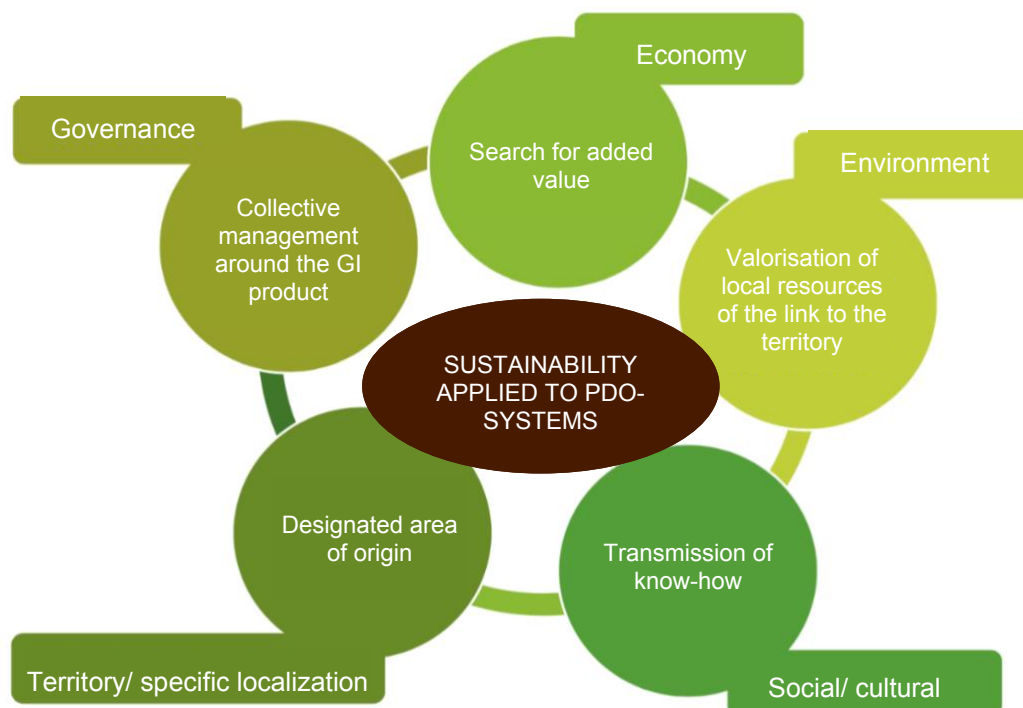 Economy
Search for added
value
Environment
Valorisation of
local resources
of the link to the
territory
Social/ cultural
Transmission of
know-how
Territory/ specific localization
Designated area
of origin
Governance
Collective
management
around the GI
product
SUSTAINABILITY
APPLIED TO PDO-
SYSTEMS